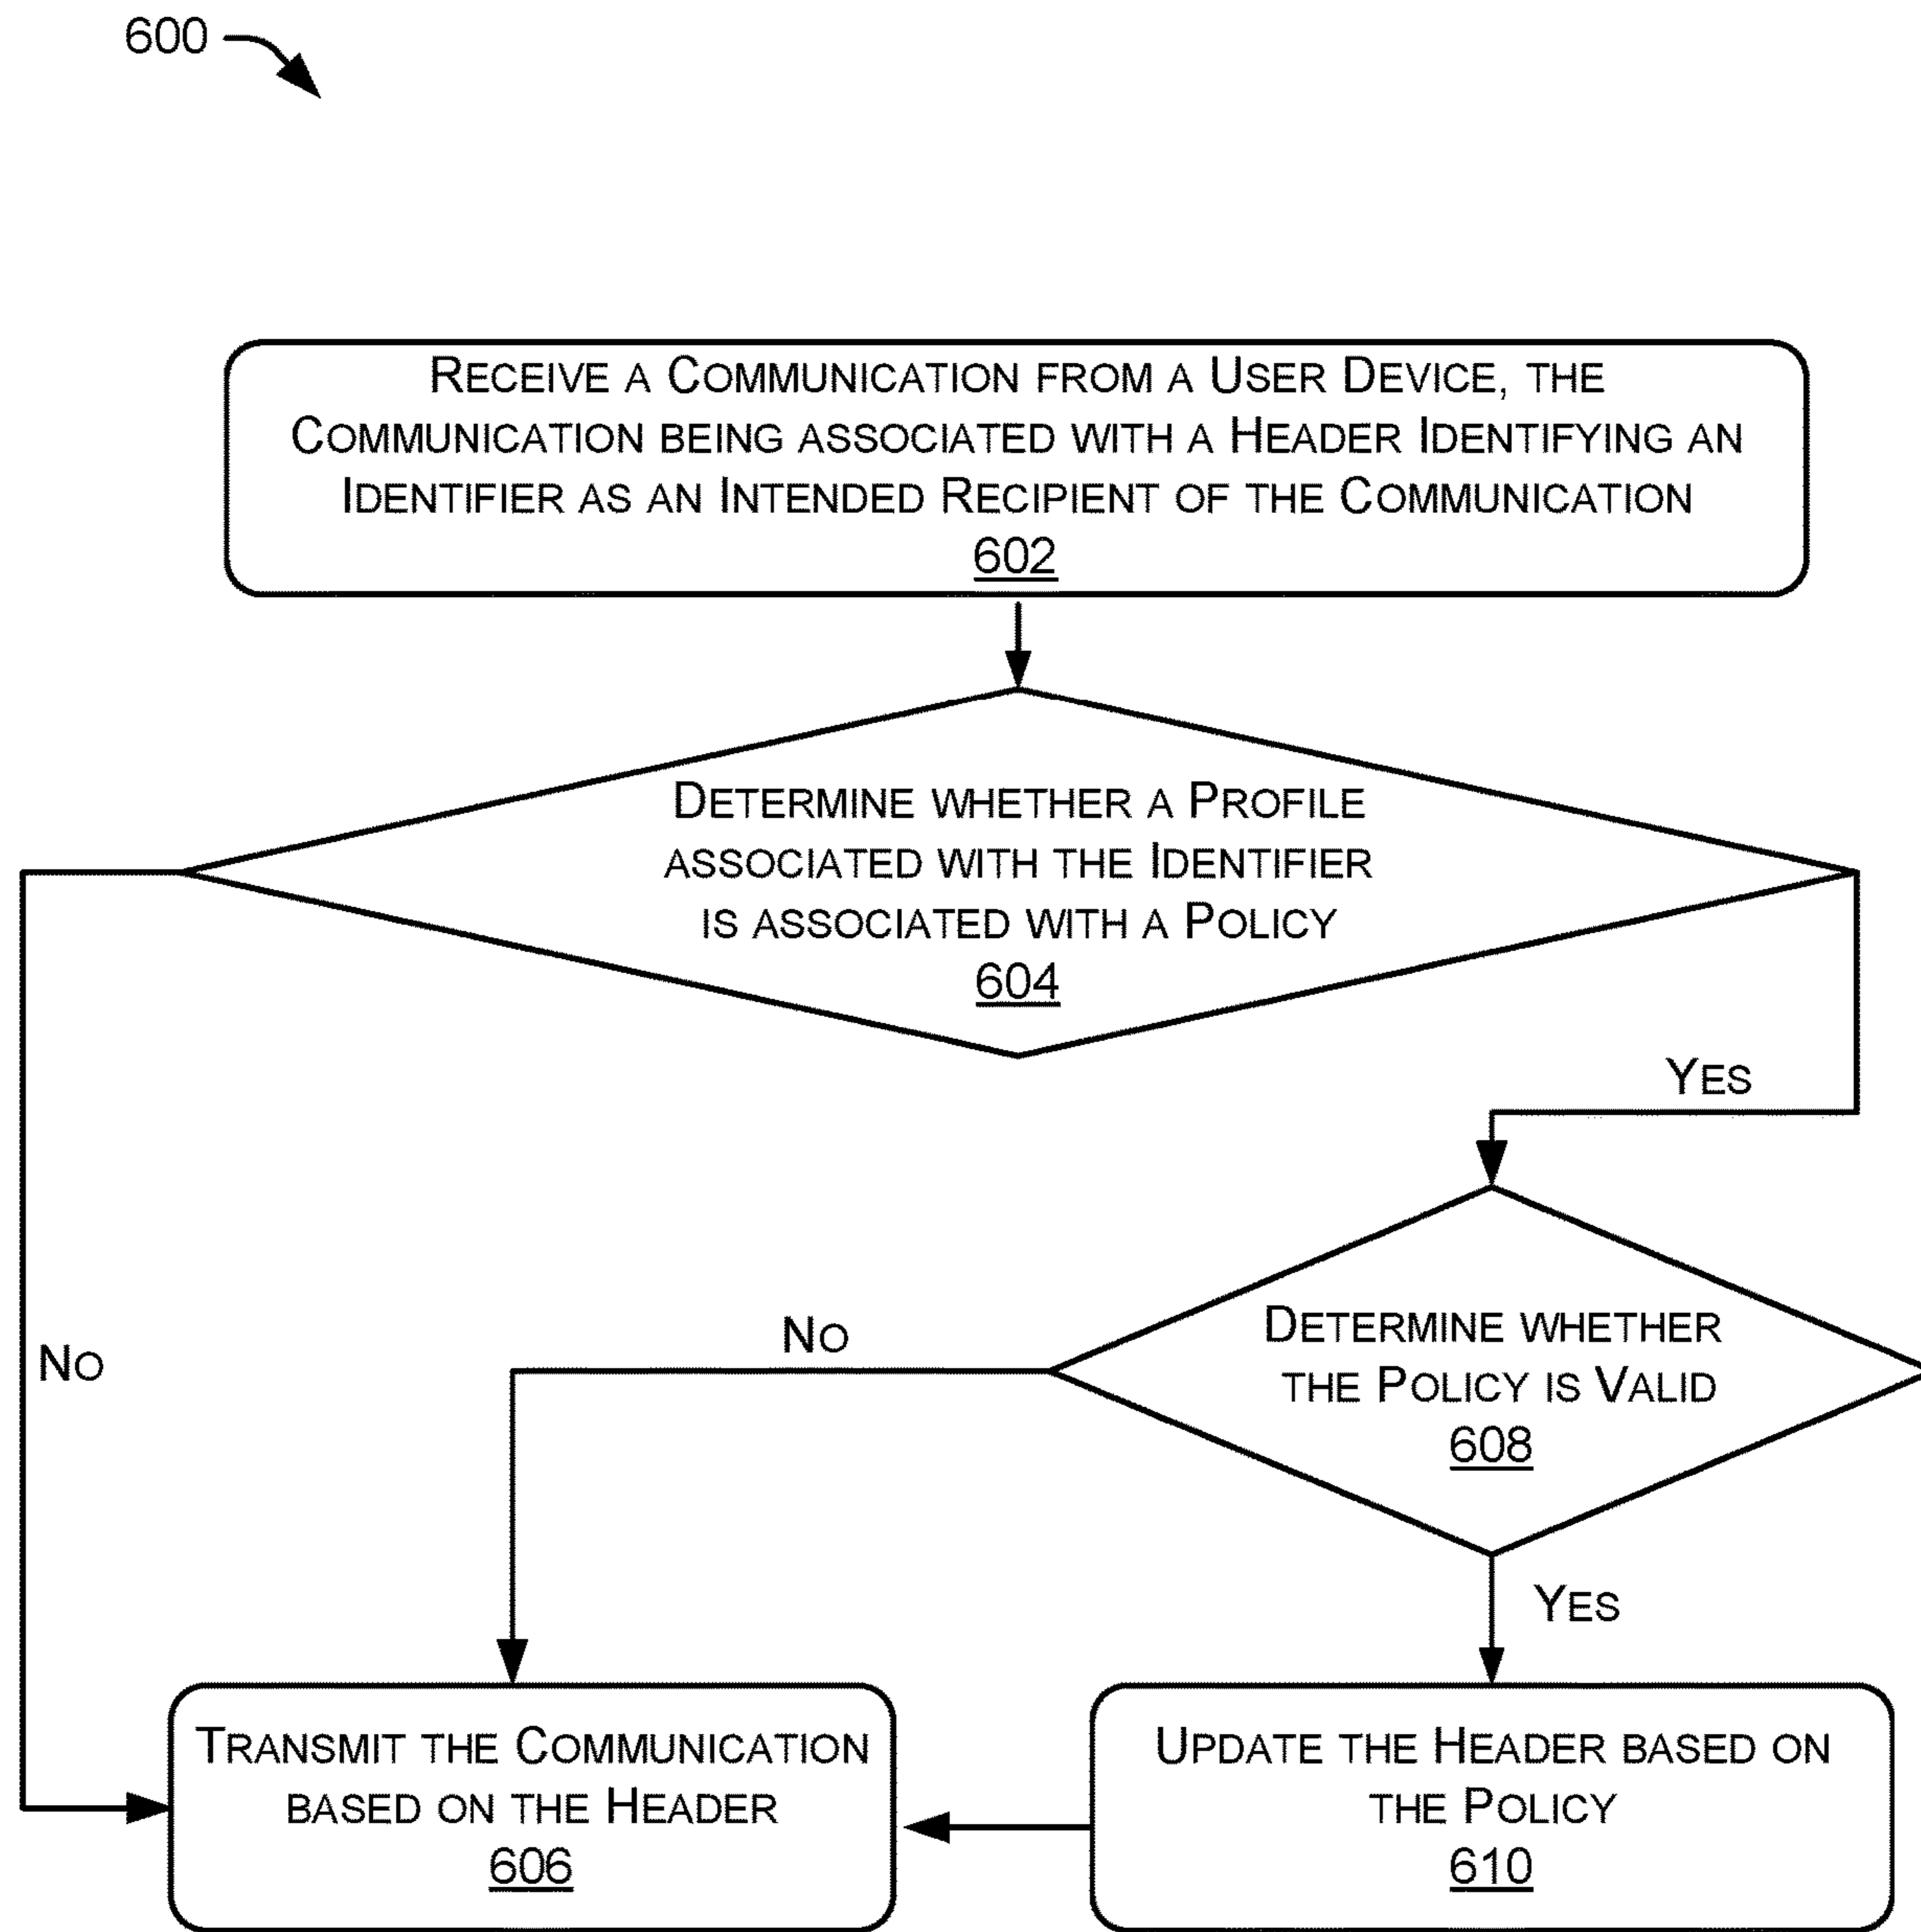 600
Receive a Communication from a User Device, the
Communication being associated with a Header Identifying an
Identifier as an Intended Recipient of the Communication
602
Determine whether a Profile
associated with the Identifier
is associated with a Policy
604
Yes
No
No
Determine whether
the Policy is Valid
608
Yes
Transmit the Communication
based on the Header
606
Update the Header based on
the Policy
610